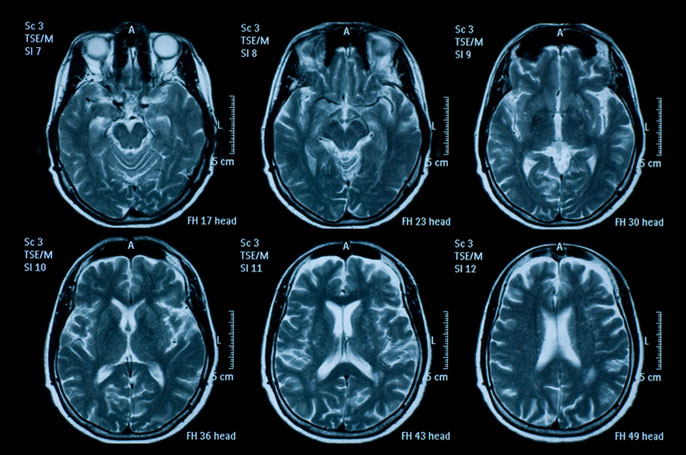 Sc 3
TSE/M
Sl 7
A
L
5 cm
FH 17 head
Sc 3
TSE/M
Sl 8
A
L
5 cm
FH 23 head
Sc 3
TSE/M
Sl 9
A
L
5 cm
FH 30 head
Sc 3
TSE/M
Sl 10
A
L
5 cm
FH 36 head
Sc 3
TSE/M
Sl 11
A
L
5 cm
FH 43 head
Sc 3
TSE/M
Sl 12
A
L
5 cm
FH 49 head